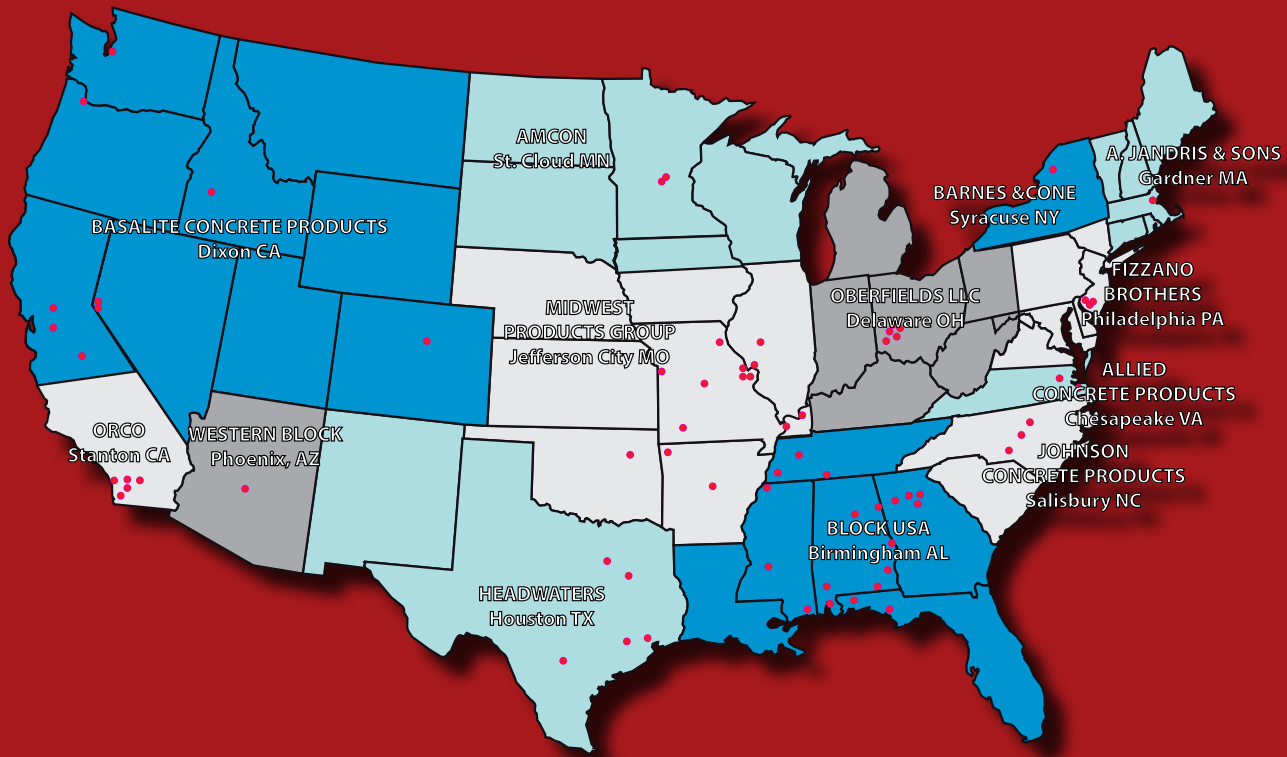 AMCON
St. Cloud MN
A. JANDRIS & SONS
Gardner MA
BARNES &CONE
Syracuse NY
BASALITE CONCRETE PRODUCTS
Dixon CA
FIZZANO
BROTHERS
Philadelphia PA
OBERFIELDS LLC
Delaware OH
MIDWEST
PRODUCTS GROUP
Jefferson City MO
ALLIED
CONCRETE PRODUCTS
Chesapeake VA
ORCO
Stanton CA
WESTERN BLOCK
Phoenix, AZ
JOHNSON
CONCRETE PRODUCTS
Salisbury NC
BLOCK USA
Birmingham AL
HEADWATERS
Houston TX